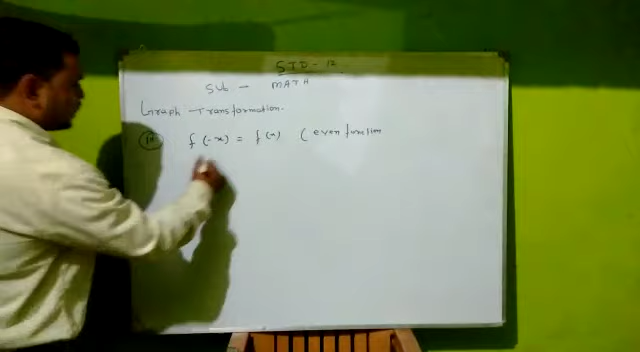 STD - 12
Sub - MATH
Graph Transformation.
f(-x) = f(x) (even function